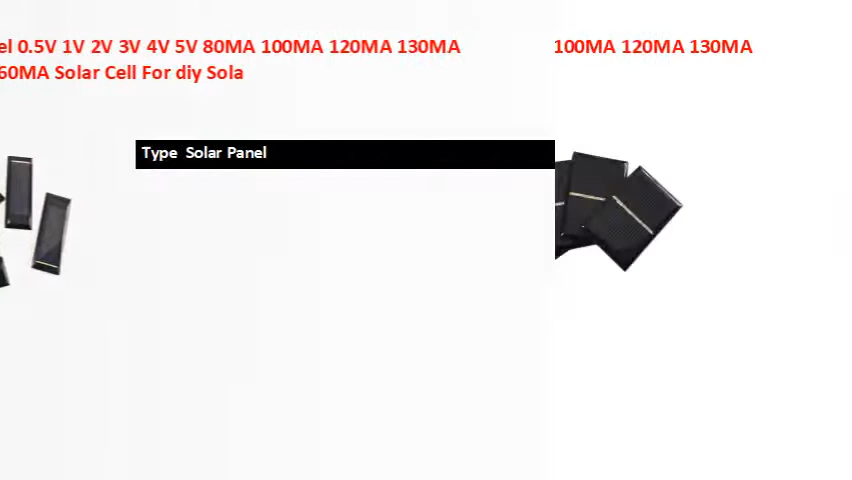 el 0.5V 1V 2V 3V 4V 5V 80MA 100MA 120MA 130MA 100MA 120MA 130MA
60MA Solar Cell For diy Sola
Type Solar Panel